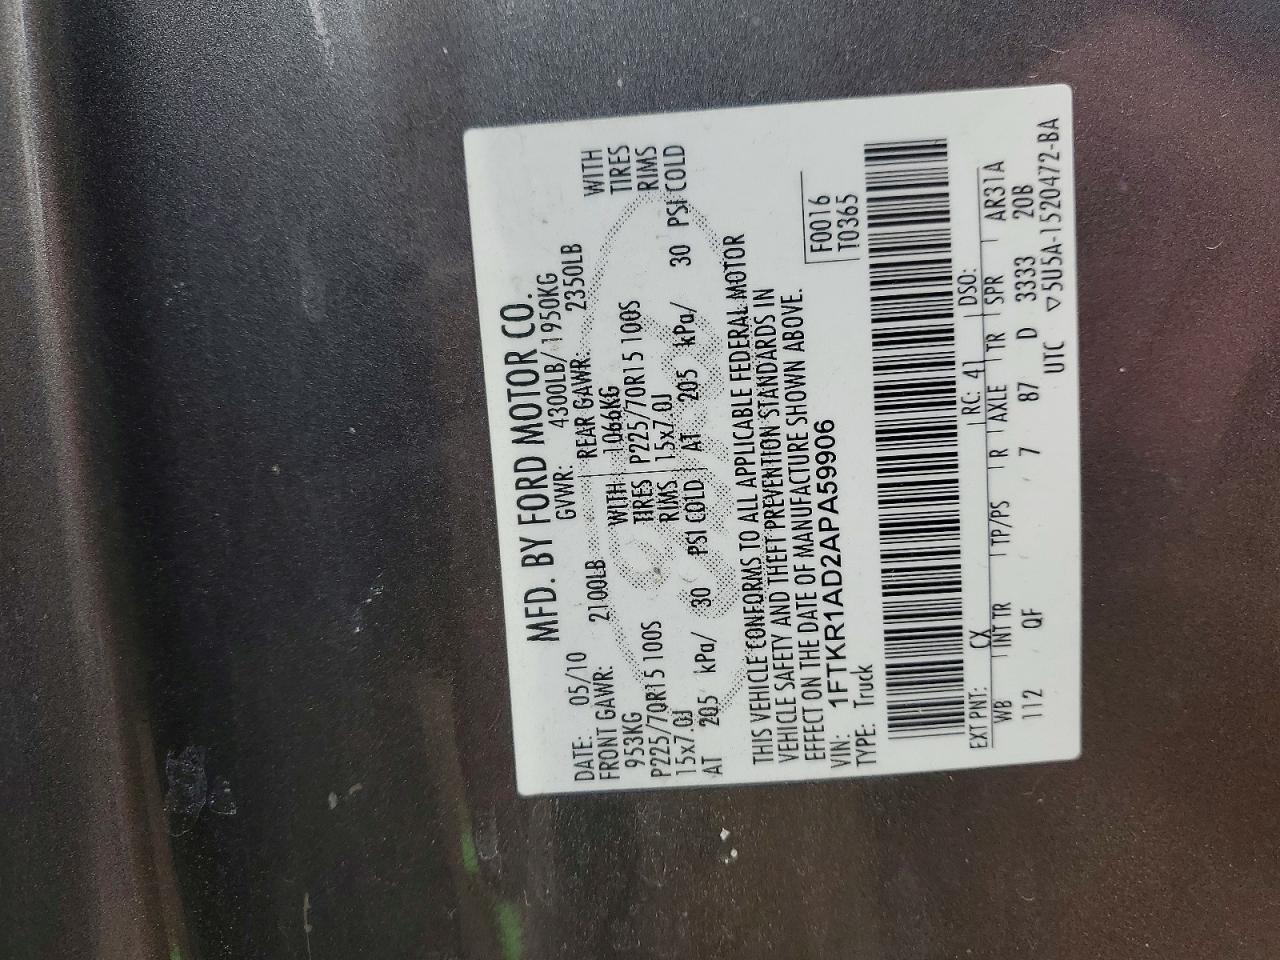 MFD. BY FORD MOTOR CO.
DATE: 05/10 GVWR: 4300LB/ 1950KG
FRONT GAWR: 2100LB REAR GAWR: 2350LB
953KG WITH 1066KG WITH
P225/70R15 100S TIRES P225/70R15 100S TIRES
15x7.0J RIMS 15x7.0J RIMS
AT 205 kPa/ 30 PSI COLD AT 205 kPa/ 30 PSI COLD
THIS VEHICLE CONFORMS TO ALL APPLICABLE FEDERAL MOTOR
VEHICLE SAFETY AND THEFT PREVENTION STANDARDS IN
EFFECT ON THE DATE OF MANUFACTURE SHOWN ABOVE.
VIN: 1FTKR1AD2APA59906 F0016
TYPE: Truck T0365
EXT PNT: CX RC: 41 DSO:
WB INT TR TP/PS R AXLE TR SPR AR31A
112 QF 7 87 D 3333 20B
UTC ▽5U5A-1520472-BA